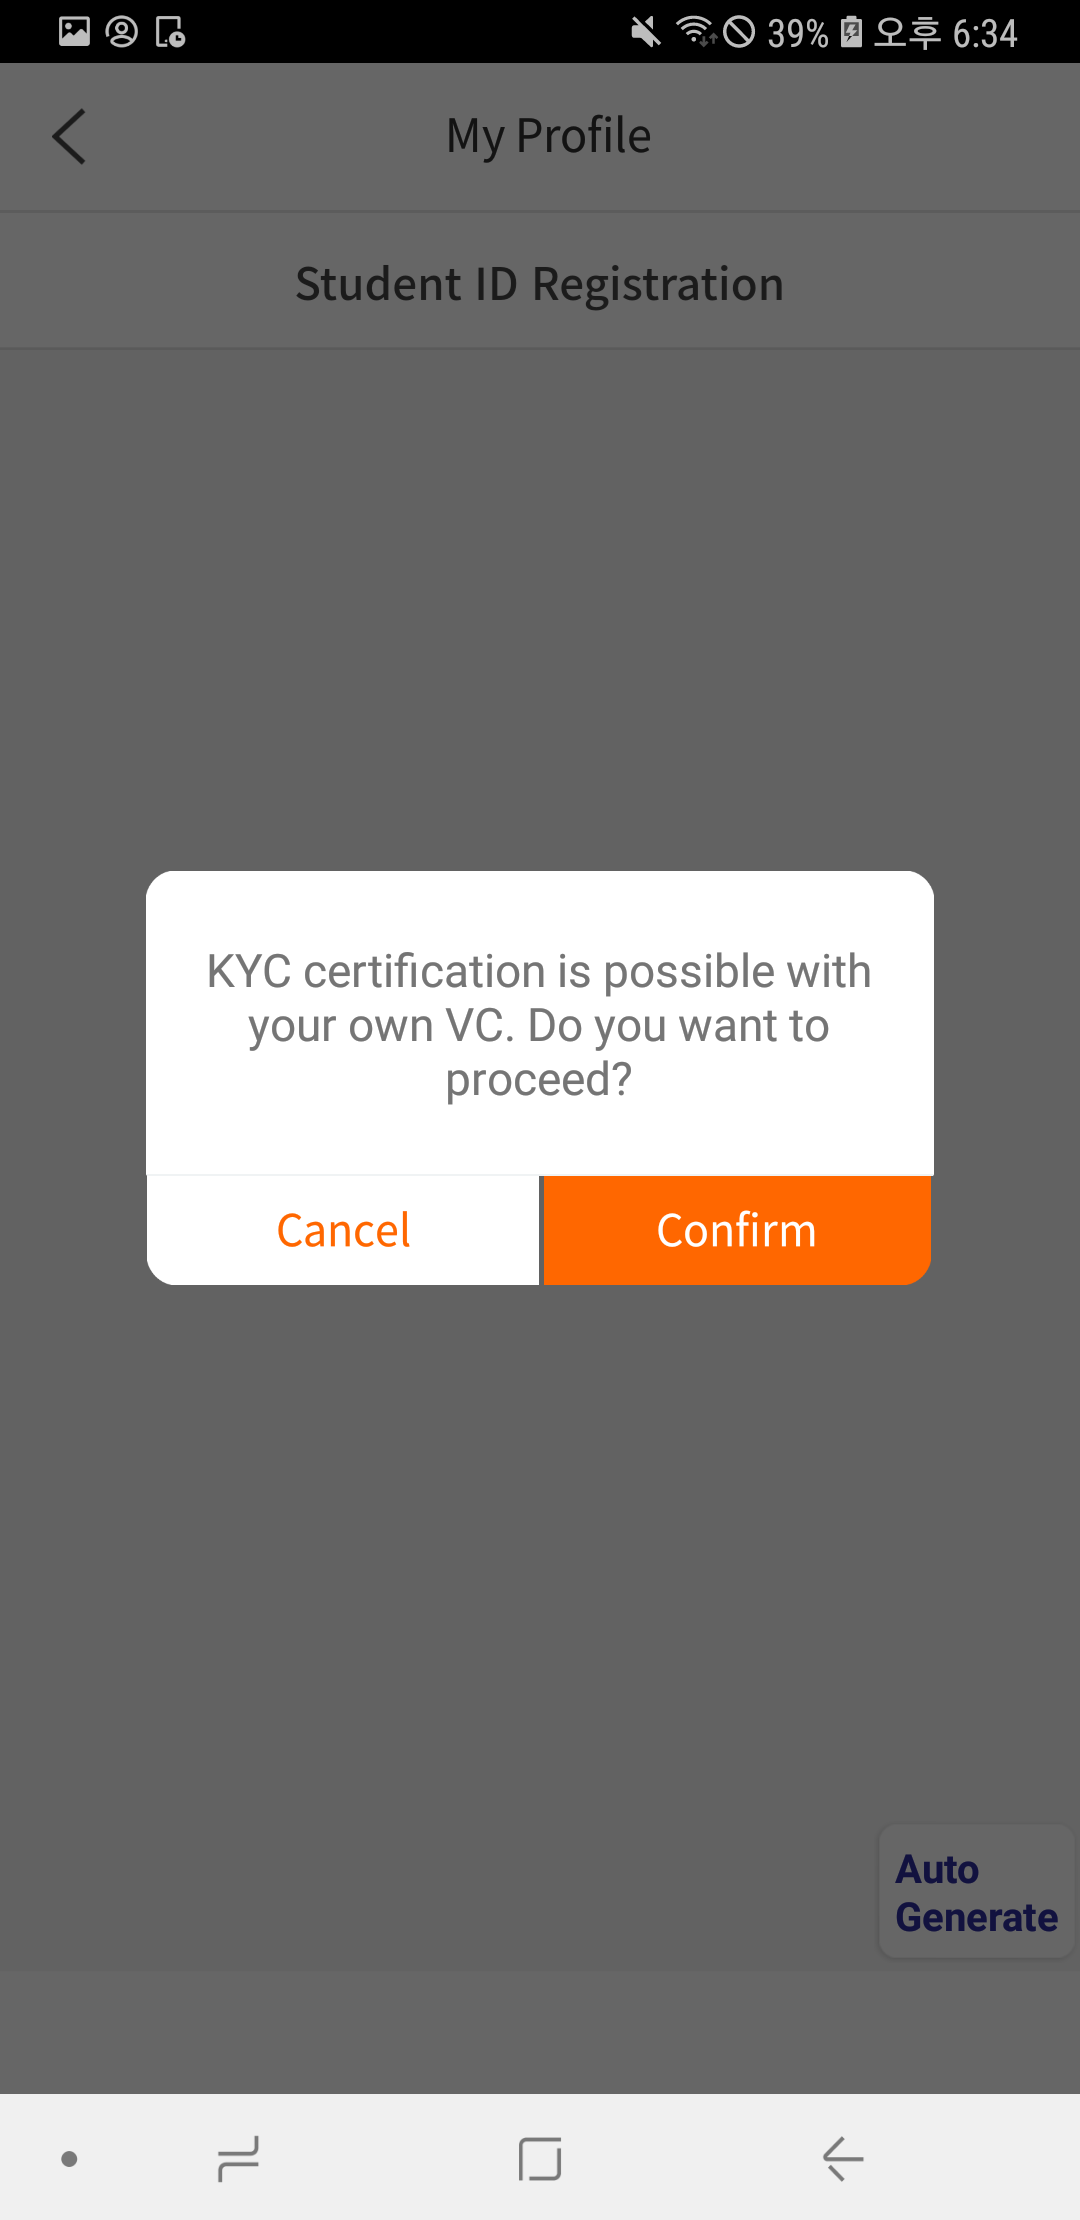 39% 오후 6:34
My Profile
Student ID Registration
KYC certification is possible with
your own VC. Do you want to
proceed?
Cancel
Confirm
Auto
Generate